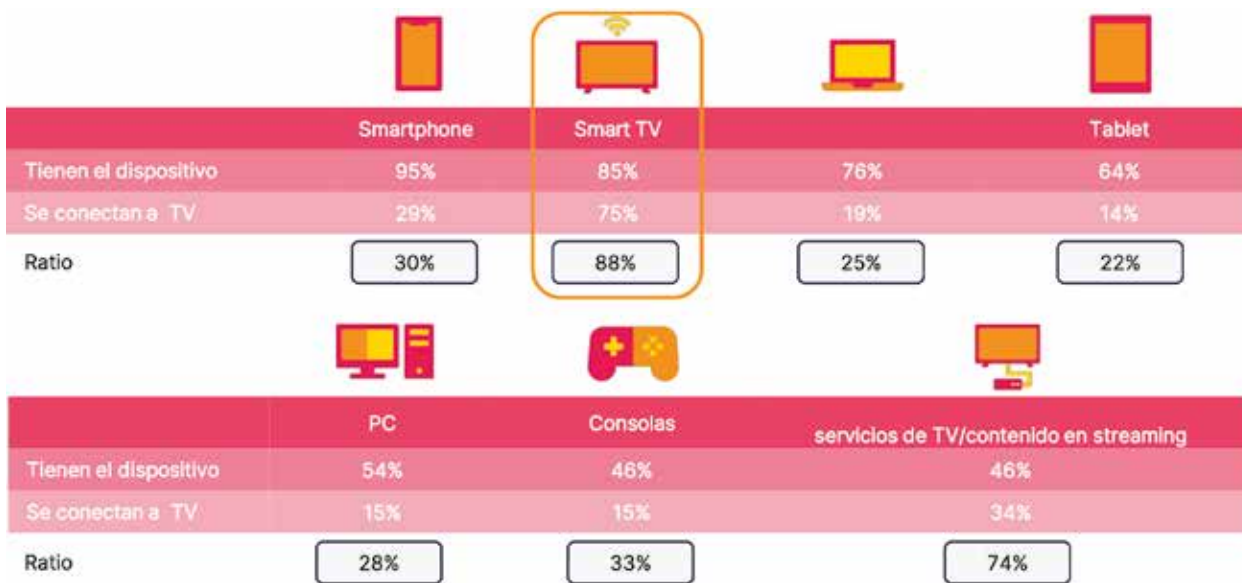 Smartphone Smart TV Tablet
Tienen el dispositivo 95% 85% 76% 64%
Se conectan a TV 29% 75% 19% 14%
Ratio 30% 88% 25% 22%
PC Consolas servicios de TV/contenido en streaming
Tienen el dispositivo 54% 46% 46%
Se conectan a TV 15% 15% 34%
Ratio 28% 33% 74%